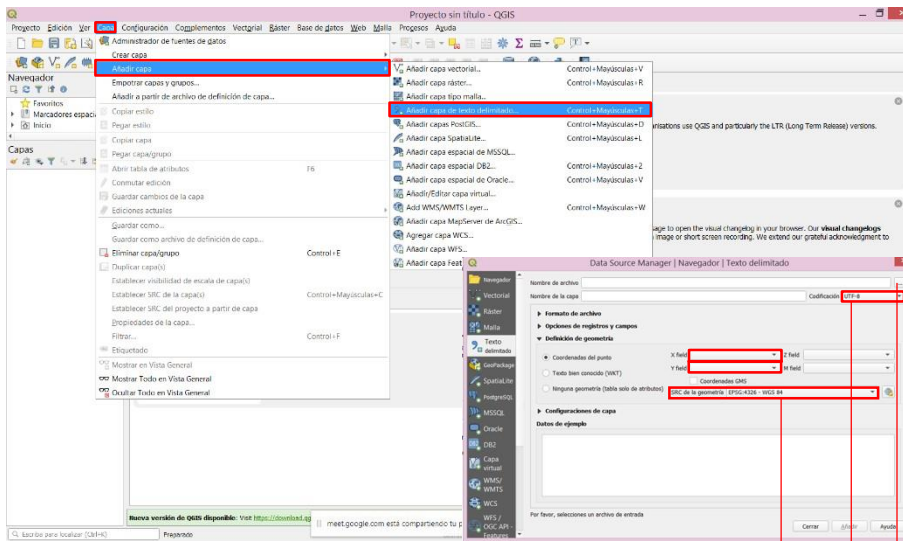 Proyecto sin título - QGIS
Proyecto Edición Ver Capa Configuración Complementos Vectorial Ráster Base de datos Web Malla Procesos Ayuda
Administrador de fuentes de datos
Crear capa
Añadir capa
Empotrar capas y grupos...
Añadir a partir de archivo de definición de capa...
Copiar estilo
Pegar estilo
Copiar capa
Pegar capa/grupo
Abrir tabla de atributos F6
Conmutar edición
Guardar cambios de la capa
Ediciones actuales
Guardar como...
Guardar como archivo de definición de capa...
Eliminar capa/grupo Control+E
Duplicar capa(s)
Establecer visibilidad de escala de capa(s)
Establecer SRC de la capa(s) Control+Mayúsculas+C
Establecer SRC del proyecto a partir de capa
Propiedades de la capa...
Filtrar... Control+F
Etiquetado
Mostrar en Vista General
Mostrar Todo en Vista General
Ocultar Todo en Vista General
Navegador
Favoritos
Marcadores espaci
Inicio
Capas
Añadir capa vectorial... Control+Mayúsculas+V
Añadir capa ráster... Control+Mayúsculas+R
Añadir capa tipo malla...
Añadir capa de texto delimitado... Control+Mayúsculas+T
Añadir capas PostGIS... Control+Mayúsculas+D
Añadir capa SpatiaLite... Control+Mayúsculas+L
Añadir capa espacial de MSSQL...
Añadir capa espacial DB2... Control+Mayúsculas+2
Añadir capa espacial de Oracle... Control+Mayúsculas+V
Añadir/Editar capa virtual...
Add WMS/WMTS Layer... Control+Mayúsculas+W
Añadir capa MapServer de ArcGIS...
Agregar capa WCS...
Añadir capa WFS...
Añadir capa Feat
nisations use QGIS and particularly the LTR (Long Term Release) versions.
age to open the visual changelog in your browser. Our visual changelogs
image or short screen recording. We extend our grateful acknowledgment to
Data Source Manager | Navegador | Texto delimitado
Navegador
Vectorial
Ráster
Malla
Texto
delimitado
GeoPackage
SpatiaLite
PostgreSQL
MSSQL
Oracle
DB2
Capa
virtual
WMS/
WMTS
WCS
WFS /
OGC API -
Features
Nombre de archivo
Nombre de la capa Codificación UTF-8
Formato de archivo
Opciones de registros y campos
Definición de geometría
Coordenadas del punto X field Z field
Texto bien conocido (WKT) Y field M field
Coordenadas GMS
Ninguna geometría (tabla solo de atributos) SRC de la geometría EPSG:4326 - WGS 84
Configuraciones de capa
Datos de ejemplo
Por favor, selecciones un archivo de entrada
Cerrar Añadir Ayuda
Nueva versión de QGIS disponible: Visit https://download.qg
meet.google.com está compartiendo tu p
Escriba para localizar (Ctrl+K) Preparado